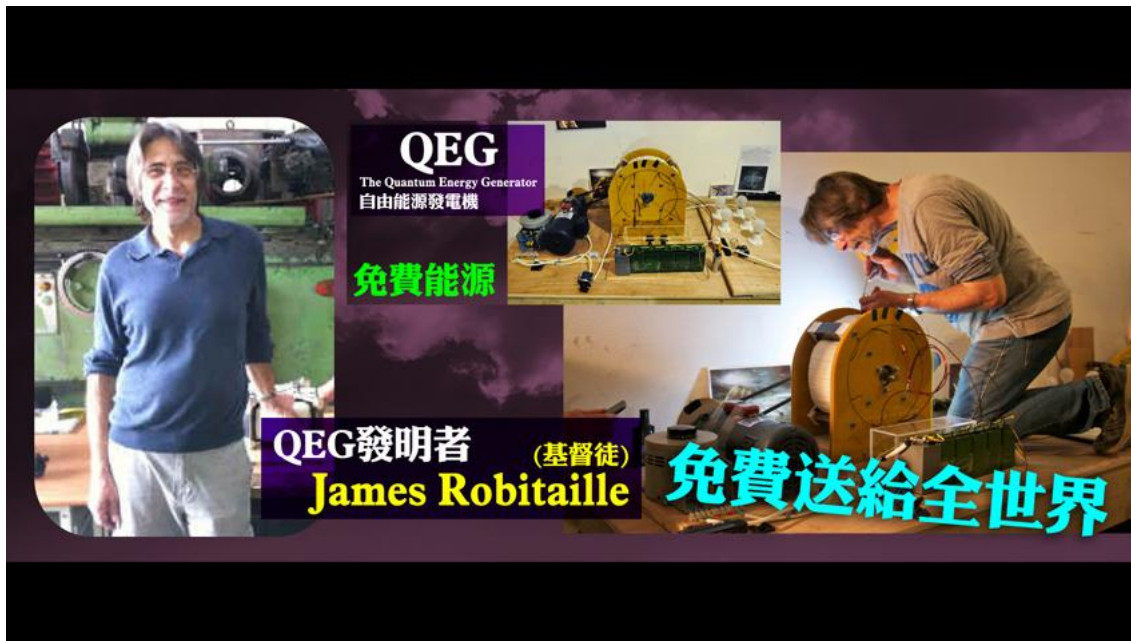 QEG
The Quantum Energy Generator
自由能源發電機
免費能源
QEG發明者
(基督徒)
James Robitaille
免費送給全世界